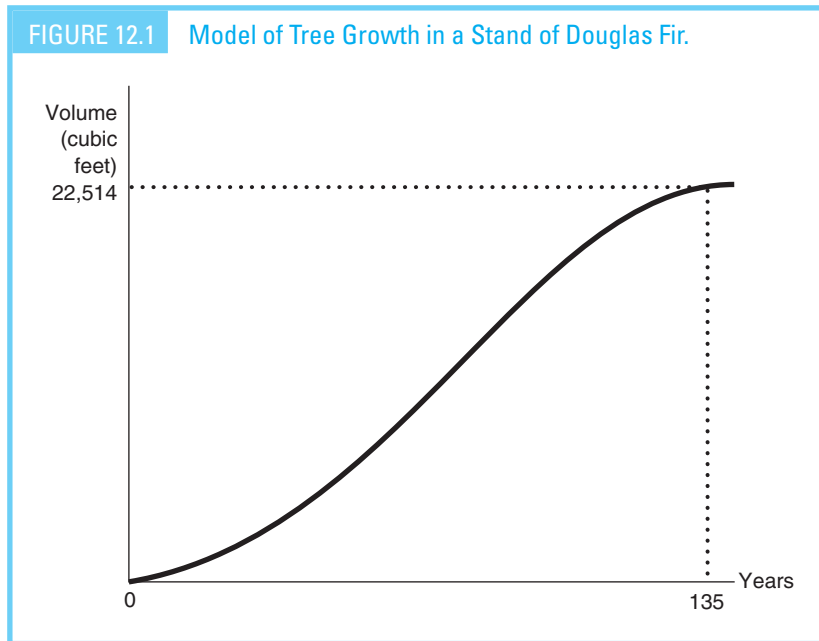 FIGURE 12.1 Model of Tree Growth in a Stand of Douglas Fir.
Volume
(cubic
feet)
22,514
Years
0
135